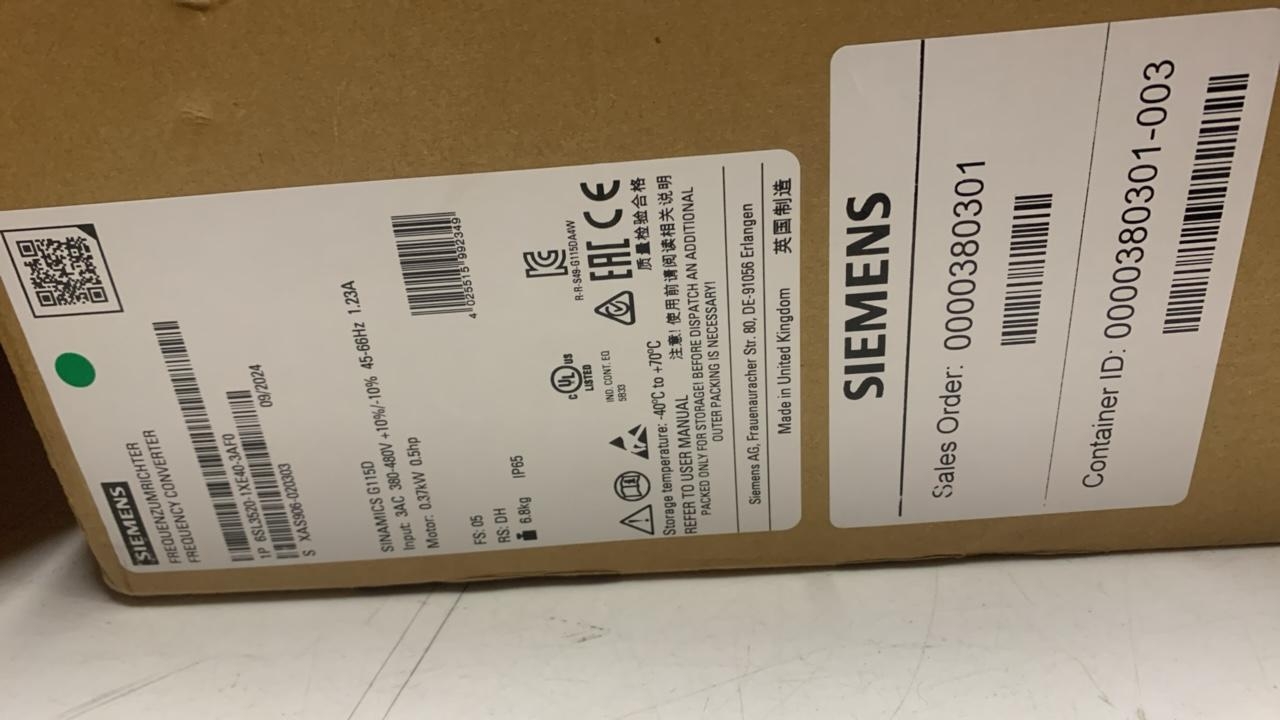 SIEMENS
FREQUENZUMRICHTER
FREQUENCY CONVERTER
1P 6SL3520-1XE40-3AF0
S XAS906-020303
09/2024
SINAMICS G115D
Input: 3AC 380-480V +10%/-10% 45-66Hz 1.23A
Motor: 0.37kW 0.5hp
4 025515 992349
FS: 05
RS: DH
6.8kg IP65
c UL us
LISTED
IND. CONT. EQ
5B33
R-R-S49-G115DA4W
EAC CE
质量检验合格
Storage temperature: -40°C to +70°C
REFER TO USER MANUAL 注意! 使用前请阅读相关说明
PACKED ONLY FOR STORAGE! BEFORE DISPATCH AN ADDITIONAL
OUTER PACKING IS NECESSARY!
Siemens AG, Frauenauracher Str. 80, DE-91056 Erlangen
Made in United Kingdom 英国制造
SIEMENS
Sales Order: 0000380301
Container ID: 0000380301-003